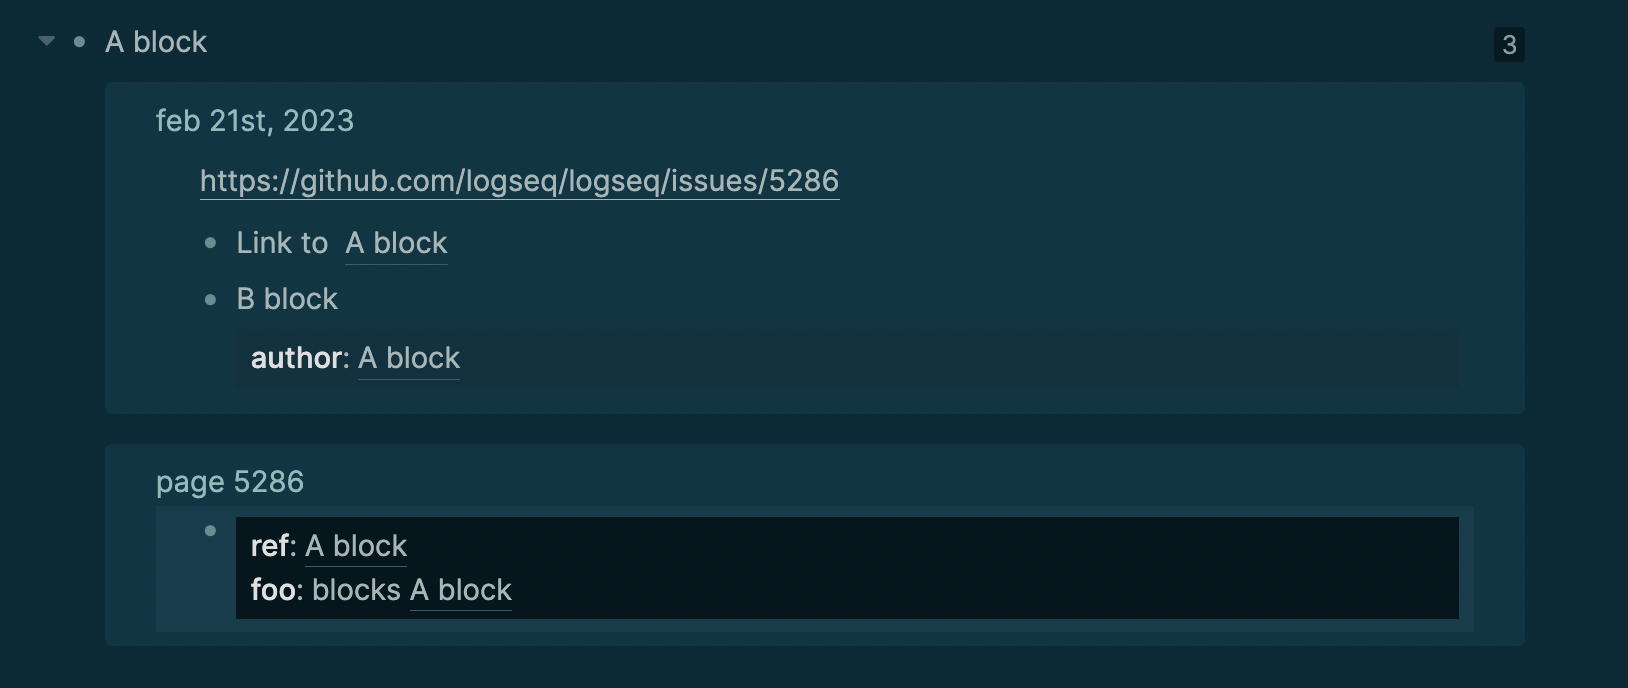 A block
3
feb 21st, 2023
https://github.com/logseq/logseq/issues/5286
Link to A block
B block
author: A block
page 5286
ref: A block
foo: blocks A block